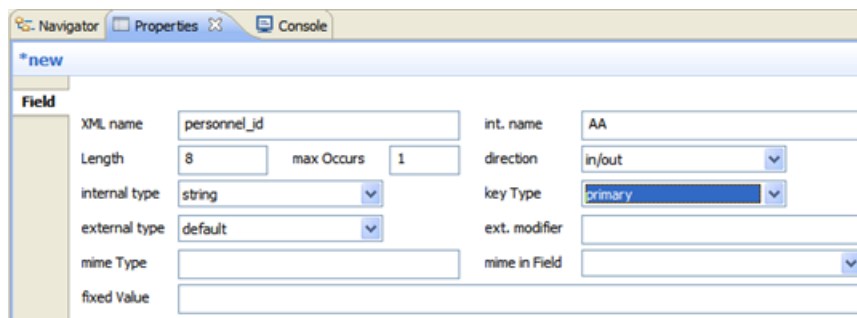 Navigator Properties Console
*new
Field
XML name personnel_id int. name AA
Length 8 max Occurs 1 direction in/out
internal type string key Type primary
external type default ext. modifier
mime Type mime in Field
fixed Value